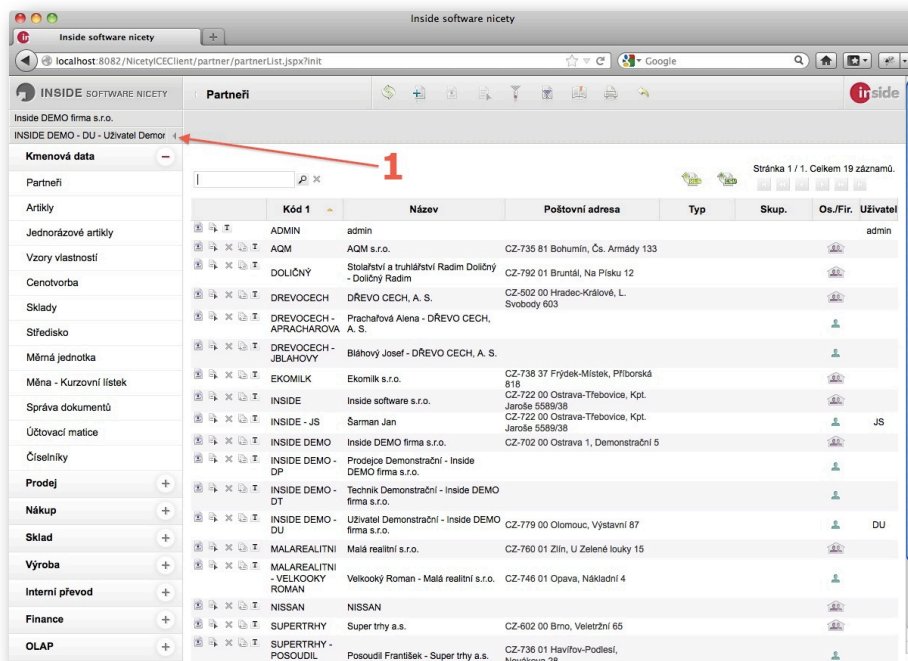 Inside software nicety
Inside software nicety
localhost:8082/NicetyICEClient/partner/partnerList.jspx?init
Google
INSIDE SOFTWARE NICETY
Partneři
inside
Inside DEMO firma s.r.o.
INSIDE DEMO - DU - Uživatel Demor
1
Kmenová data
Partneři
Artikly
Jednorázové artikly
Vzory vlastností
Cenotvorba
Sklady
Středisko
Měrná jednotka
Měna - Kurzovní lístek
Správa dokumentů
Účtovací matice
Číselníky
Prodej
Nákup
Sklad
Výroba
Interní převod
Finance
OLAP
Stránka 1 / 1. Celkem 19 záznamů.
Kód 1 Název Poštovní adresa Typ Skup. Os./Fir. Uživatel
ADMIN admin admin
AQM AQM s.r.o. CZ-735 81 Bohumín, Čs. Armády 133
DOLIČNÝ Stolařství a truhlářství Radim Doličný - Doličný Radim CZ-792 01 Bruntál, Na Písku 12
DREVOCECH DŘEVO CECH, A. S. CZ-502 00 Hradec-Králové, L. Svobody 603
DREVOCECH - APRACHAROVA Prachařová Alena - DŘEVO CECH, A. S.
DREVOCECH - JBLAHOVY Bláhový Josef - DŘEVO CECH, A. S.
EKOMILK Ekomilk s.r.o. CZ-738 37 Frýdek-Místek, Příborská 818
INSIDE Inside software s.r.o. CZ-722 00 Ostrava-Třebovice, Kpt. Jaroše 5589/38
INSIDE - JS Šarman Jan CZ-722 00 Ostrava-Třebovice, Kpt. Jaroše 5589/38 JS
INSIDE DEMO Inside DEMO firma s.r.o. CZ-702 00 Ostrava 1, Demonstrační 5
INSIDE DEMO - DP Prodejce Demonstrační - Inside DEMO firma s.r.o.
INSIDE DEMO - DT Technik Demonstrační - Inside DEMO firma s.r.o.
INSIDE DEMO - DU Uživatel Demonstrační - Inside DEMO firma s.r.o. CZ-779 00 Olomouc, Výstavní 87 DU
MALAREALITNI Malá realitní s.r.o. CZ-760 01 Zlín, U Zelené louky 15
MALAREALITNI - VELKOOKY ROMAN Velkooký Roman - Malá realitní s.r.o. CZ-746 01 Opava, Nákladní 4
NISSAN NISSAN
SUPERTRHY Super trhy a.s. CZ-602 00 Brno, Veletržní 65
SUPERTRHY - POSOUDIL Posoudil František - Super trhy a.s. CZ-736 01 Havířov-Podlesí, Novákova 28